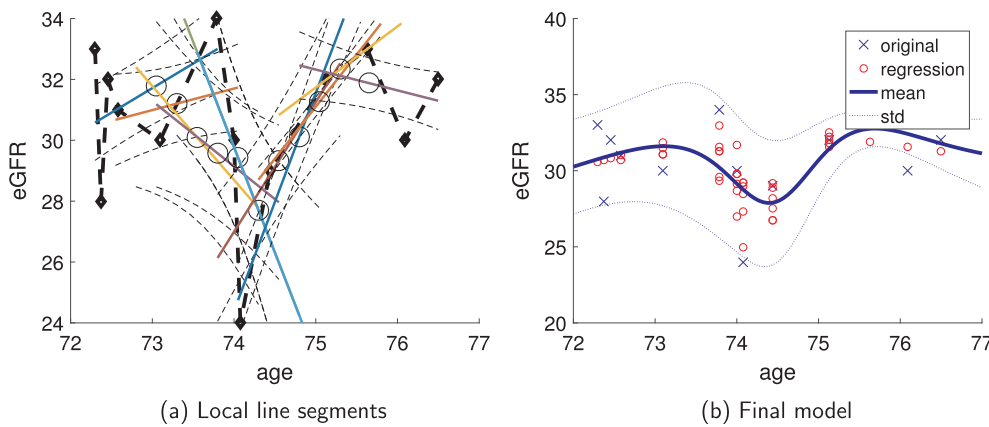 34
32
30
28
26
24
eGFR
72
73
74
75
76
77
age
(a) Local line segments
40
35
30
25
20
eGFR
original
regression
mean
std
72
73
74
75
76
77
age
(b) Final model